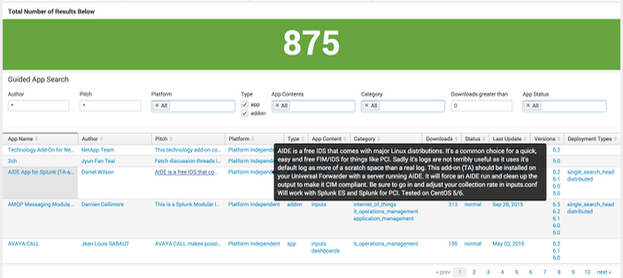 Total Number of Results Below
875
Guided App Search
Author Pitch Platform Type App Contents Category Downloads greater than App Status
* * × All app × All × All 0 × All
addon
App Name Author Pitch Platform Type App Content Category Downloads Status Last Update Versions Deployment Types
Technology Add-On for Ne... NetApp Team This technology add-on co... Platform Independent 6.2
2ch Jyun-Fan Tsai Fetch discussion threads i... Platform Independent 5.0
AIDE App for Splunk (TA-a... Daniel Wilson AIDE is a free IDS that co... Platform Independent single_search_head
distributed
AIDE is a free IDS that comes with major Linux distributions. It's a common choice for a quick,
easy and free FIM/IDS for things like PCI. Sadly it's logs are not terribly useful as it uses it's
default log as more of a scratch space than a real log. This add-on (TA) should be installed on
your Universal Forwarder with a server running AIDE. It will force an AIDE run and clean up the
output to make it CIM compliant. Be sure to go in and adjust your collection rate in inputs.conf
Will work with Splunk ES and Splunk for PCI. Tested on CentOS 5/6.
AMQP Messaging Modula... Damien Dallimore This is a Splunk Modular I... Platform Independent addon inputs internet_of_things 313 normal Sep 28, 2015 6.3 single_search_head
it_operations_management 6.2 distributed
application_management 6.1
6.0
5.0
AVAYA CALL Jean-Louis SABAUT AVAYA CALL makes possi... Platform Independent app inputs it_operations_management 195 normal May 02, 2015 6.2
dashboards 6.1
6.0
« prev 1 2 3 4 5 6 7 8 9 10 next »